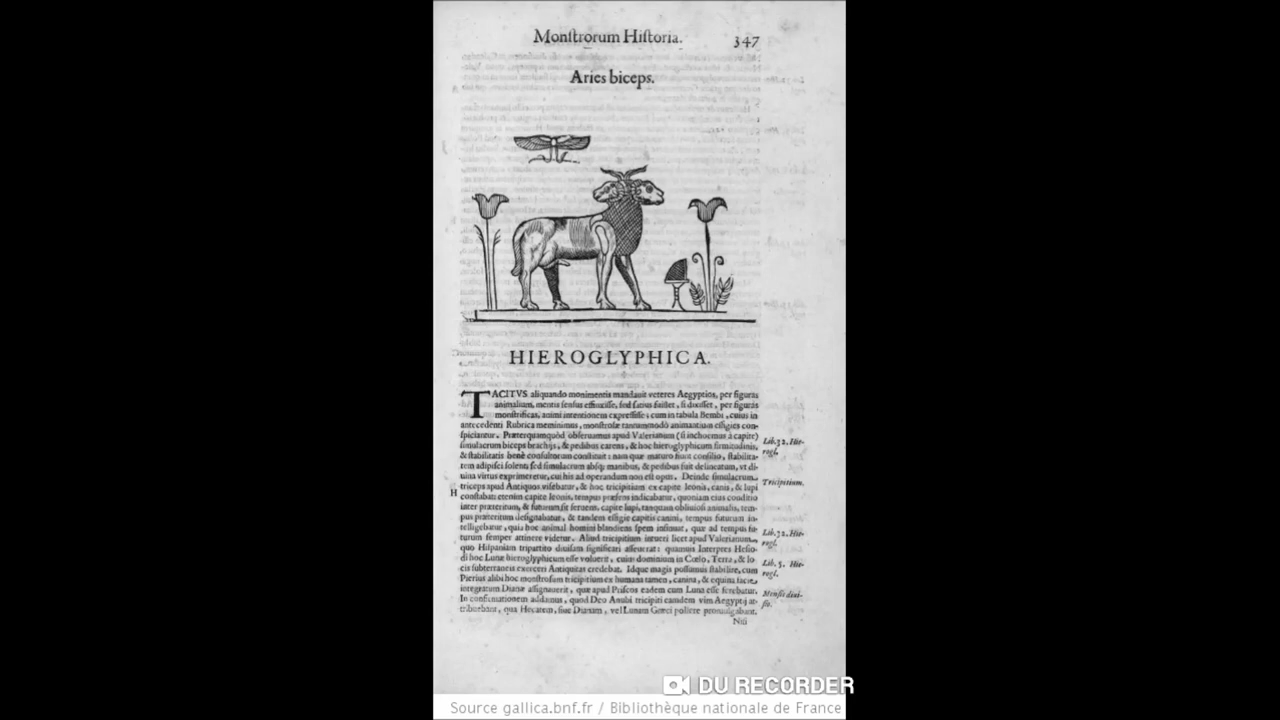 Monſtrorum Hiſtoria. 347
Aries biceps.
HIEROGLYPHICA.
TACITVS aliquando monimentis mandauit veteres Aegyptios, per figuras
animalium, mentis ſenſus effinxiſſe, ſed ſatius fuiſſet, ſi dixiſſet, per figuras
monſtrificas, animi intentionem expreſſiſſe; cum in tabula Bembi, cuius in
antecedenti Rubrica meminimus, monſtroſæ tantummodò animantium effigies con-
ſpiciantur. Præterquamquòd obſeruamus apud Valerianum (ſi inchoemus à capite)
ſimulacrum biceps brachijs, & pedibus carens, & hoc hieroglyphicum firmitudinis,
Lib. 32. Hie-
rogl.
& ſtabilitatis benè conſultorum conſtituit: nam quæ maturo fiunt conſilio, ſtabilita-
tem adipiſci ſolent; ſed ſimulacrum abſq; manibus, & pedibus fuit delineatum, vt di-
uina virtus exprimeretur, cui his ad operandum non eſt opus. Deinde ſimulacrum
triceps apud Antiquos viſebatur, & hoc tricipitium ex capite leonis, canis, & lupi
Tricipitium.
H
conſtabat: etenim capite leonis, tempus præſens indicabatur, quoniam eius conditio
inter præteritum, & futurum ſit feruens, capite lupi, tanquam obliuioſi animalis, tem-
pus præteritum deſignabatur, & tandem effigie capitis canini, tempus futurum in-
telligebatur, quia hoc animal homini blandiens ſpem inſinuat, quæ ad tempus fu-
turum ſemper attinere videtur. Aliud tricipitium intueri licet apud Valerianum,
Lib. 32. Hie-
rogl.
quo Hiſpaniam tripartito diuiſam ſignificari aſſeuerat: quamuis Interpres Heſio-
di hoc Lunæ hieroglyphicum eſſe voluerit, cuius dominium in Cœlo, Terra, & lo-
cis ſubterraneis exerceri Antiquitas credebat. Idque magis poſſumus ſtabilire, cum
Lib. 5. Hie-
rogl.
Pierius alibi hoc monſtroſum tricipitium ex humana tamen, canina, & equina facie
integratum Dianæ aſſignauerit, quæ apud Priſcos eadem cum Luna eſſe ferebatur.
In confirmationem addamus, quod Deo Anubi tricipiti eamdem vim Aegyptij at-
Menſis diui-
ſio.
tribuebant, qua Hecatem, ſiue Dianam, vel Lunam Græci pollere promulgabant.
Niſi
DU RECORDER
Source gallica.bnf.fr / Bibliothèque nationale de France